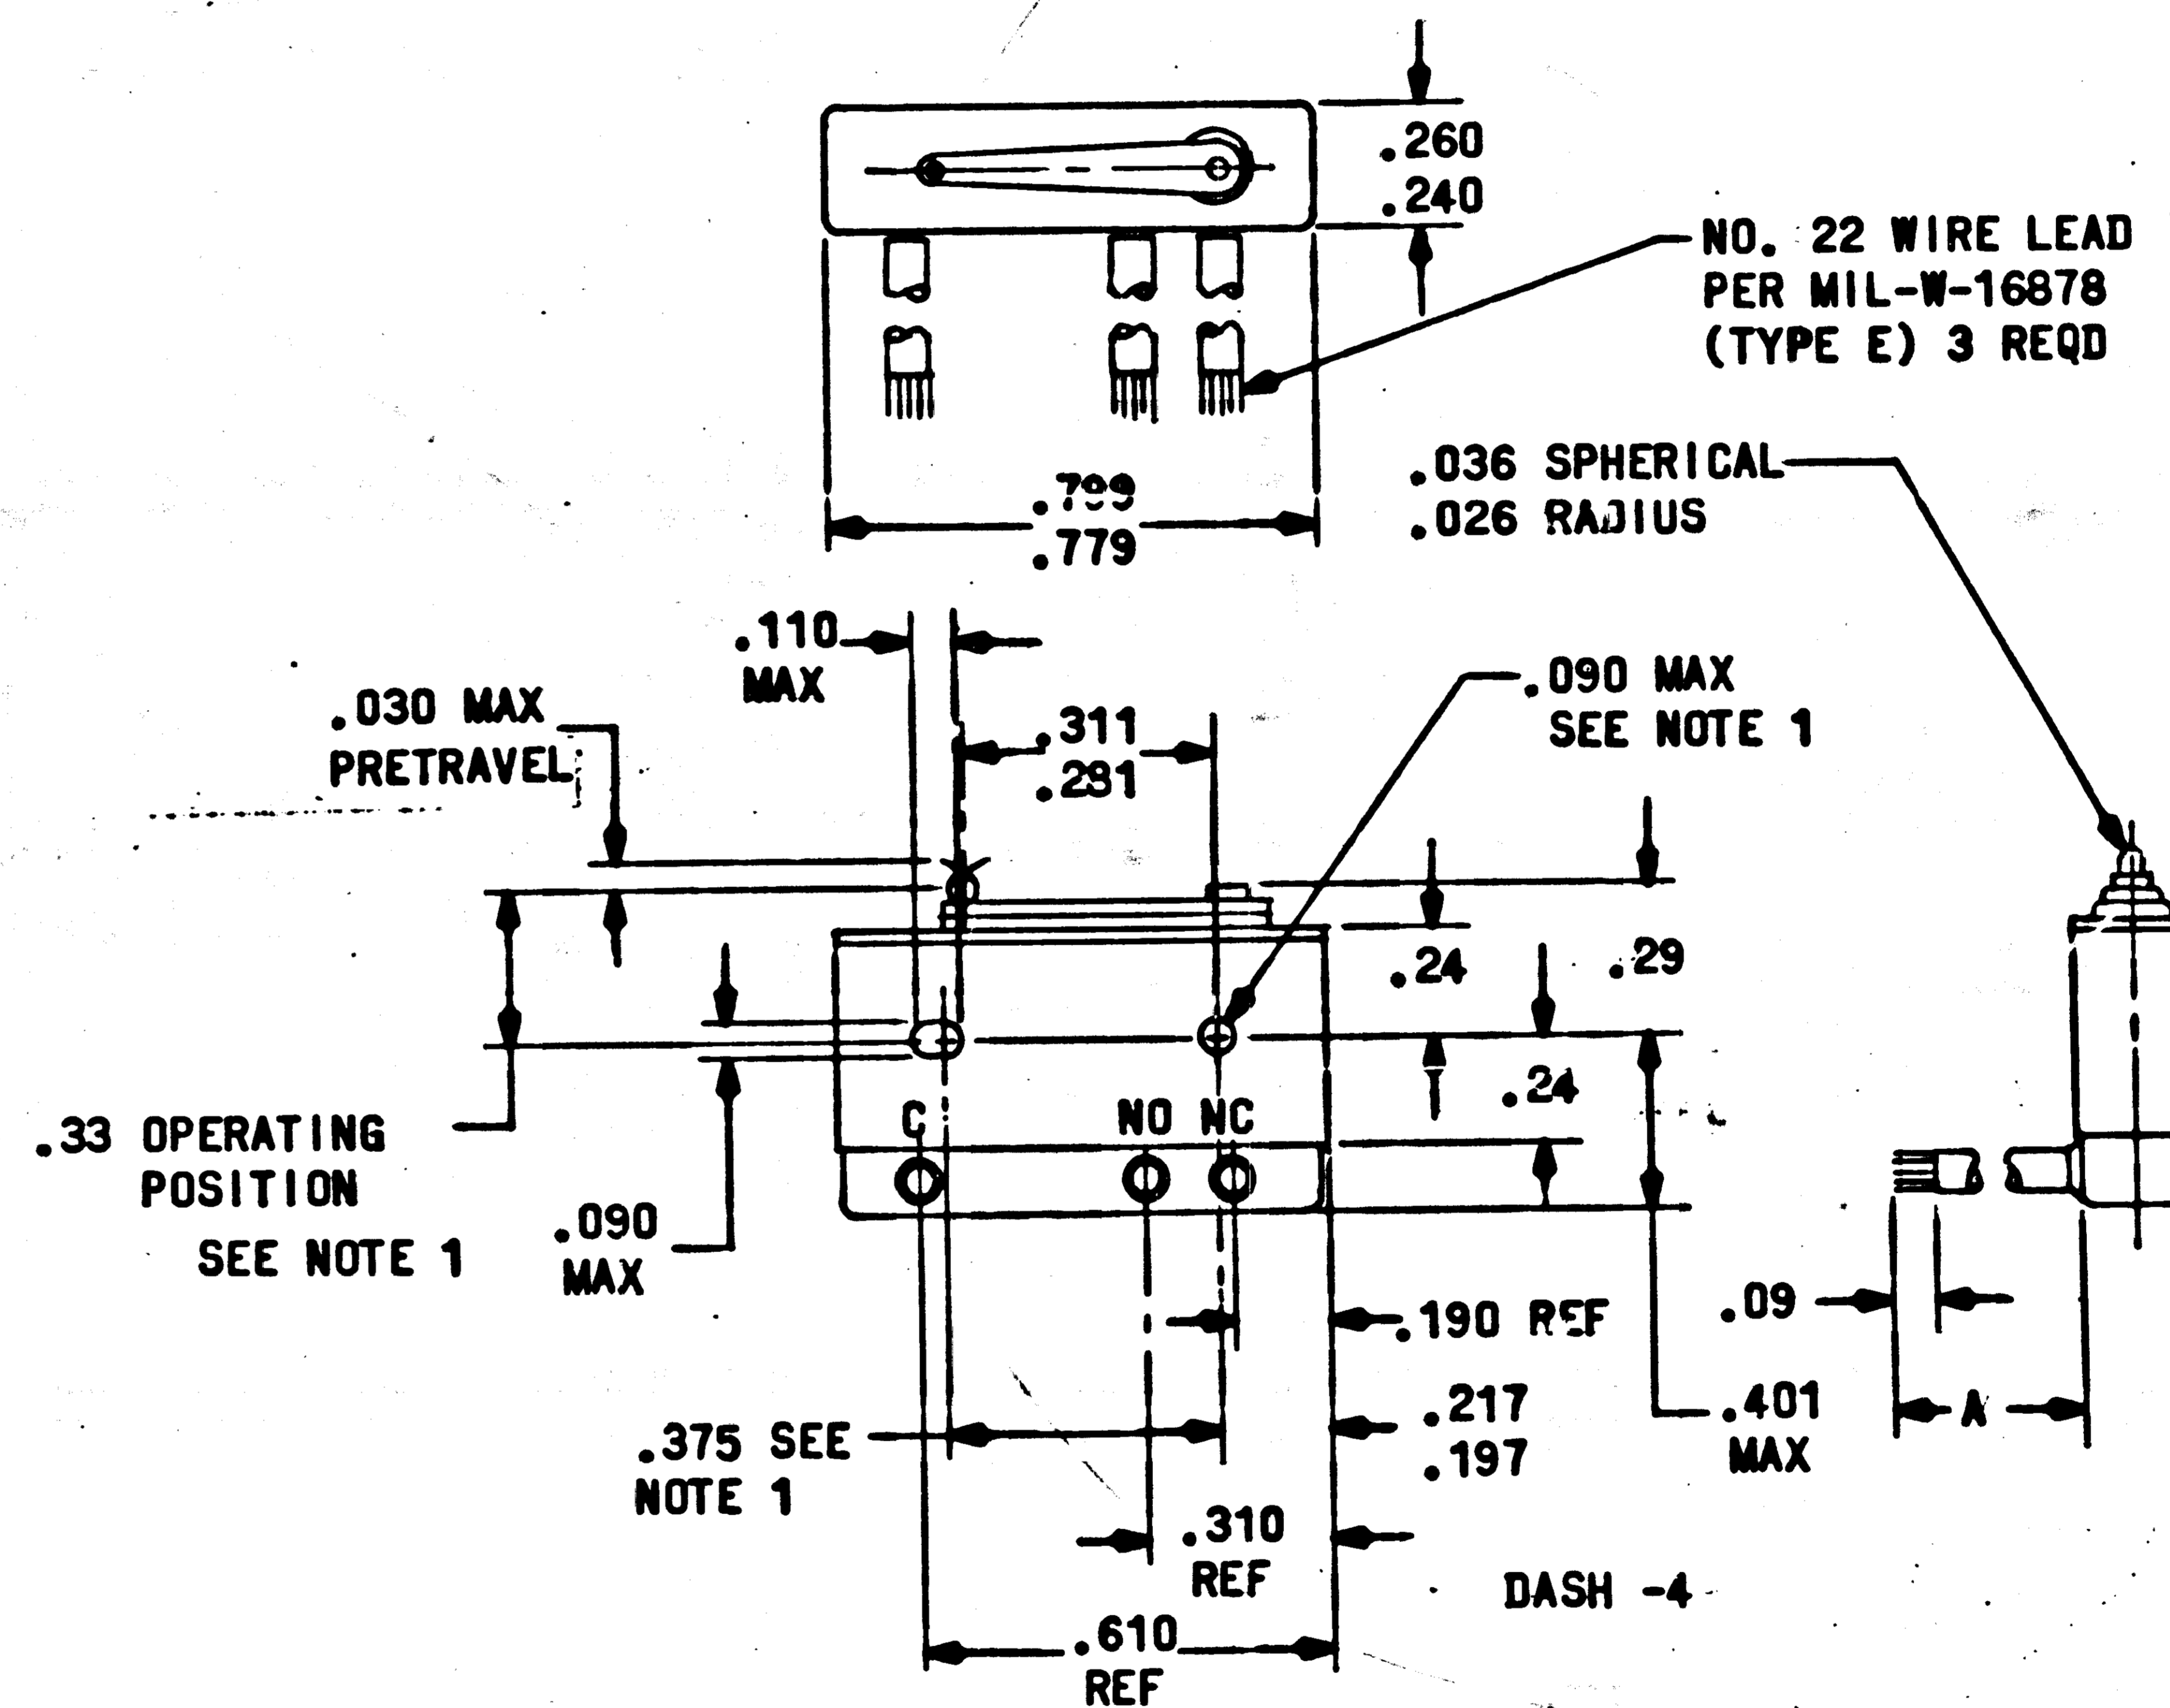 .260
.240
NO. 22 WIRE LEAD
PER MIL-W-16878
(TYPE E) 3 REQD
.799
.779
.036 SPHERICAL
.026 RADIUS
.110
MAX
.030 MAX
PRETRAVEL
.311
.281
.090 MAX
SEE NOTE 1
.24
.29
.24
C
NO
NC
.33 OPERATING
POSITION
SEE NOTE 1
.090
MAX
.190 REF
.09
.217
.197
.401
MAX
A
.375 SEE
NOTE 1
.310
REF
DASH -4
.610
REF